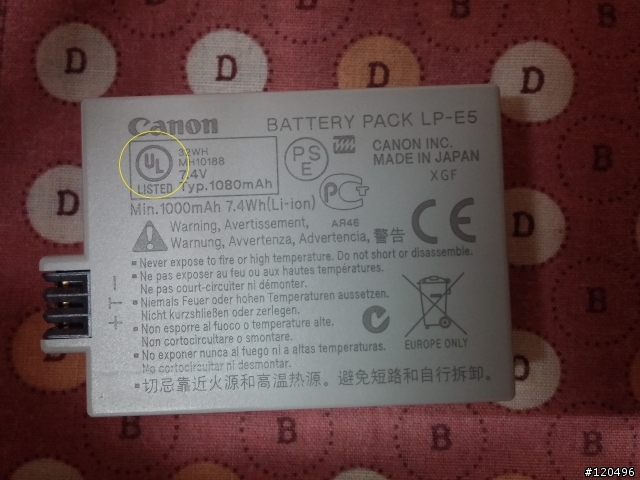 Canon
BATTERY PACK LP-E5
UL
LISTED
32WH
MH10188
7.4V
Typ.1080mAh
PSE
CANON INC.
MADE IN JAPAN
XGF
Min.1000mAh 7.4Wh(Li-ion)
Warning, Avertissement,
AR46
Warnung, Avvertenza, Advertencia, 警告
CE
▪ Never expose to fire or high temperature. Do not short or disassemble.
▪ Ne pas exposer au feu ou aux hautes températures.
Ne pas court-circuiter ni démonter.
▪ Niemals Feuer oder hohen Temperaturen aussetzen.
Nicht kurzschließen oder zerlegen.
▪ Non esporre al fuoco o temperature alte.
Non cortocircuitare o smontare.
▪ No exponer nunca al fuego ni a altas temperaturas.
No cortocircuitar ni desmontar.
▪ 切忌靠近火源和高温热源。避免短路和自行拆卸。
EUROPE ONLY
− T +
D
D
D
D
D
D
D
B
B
B
B
#120496